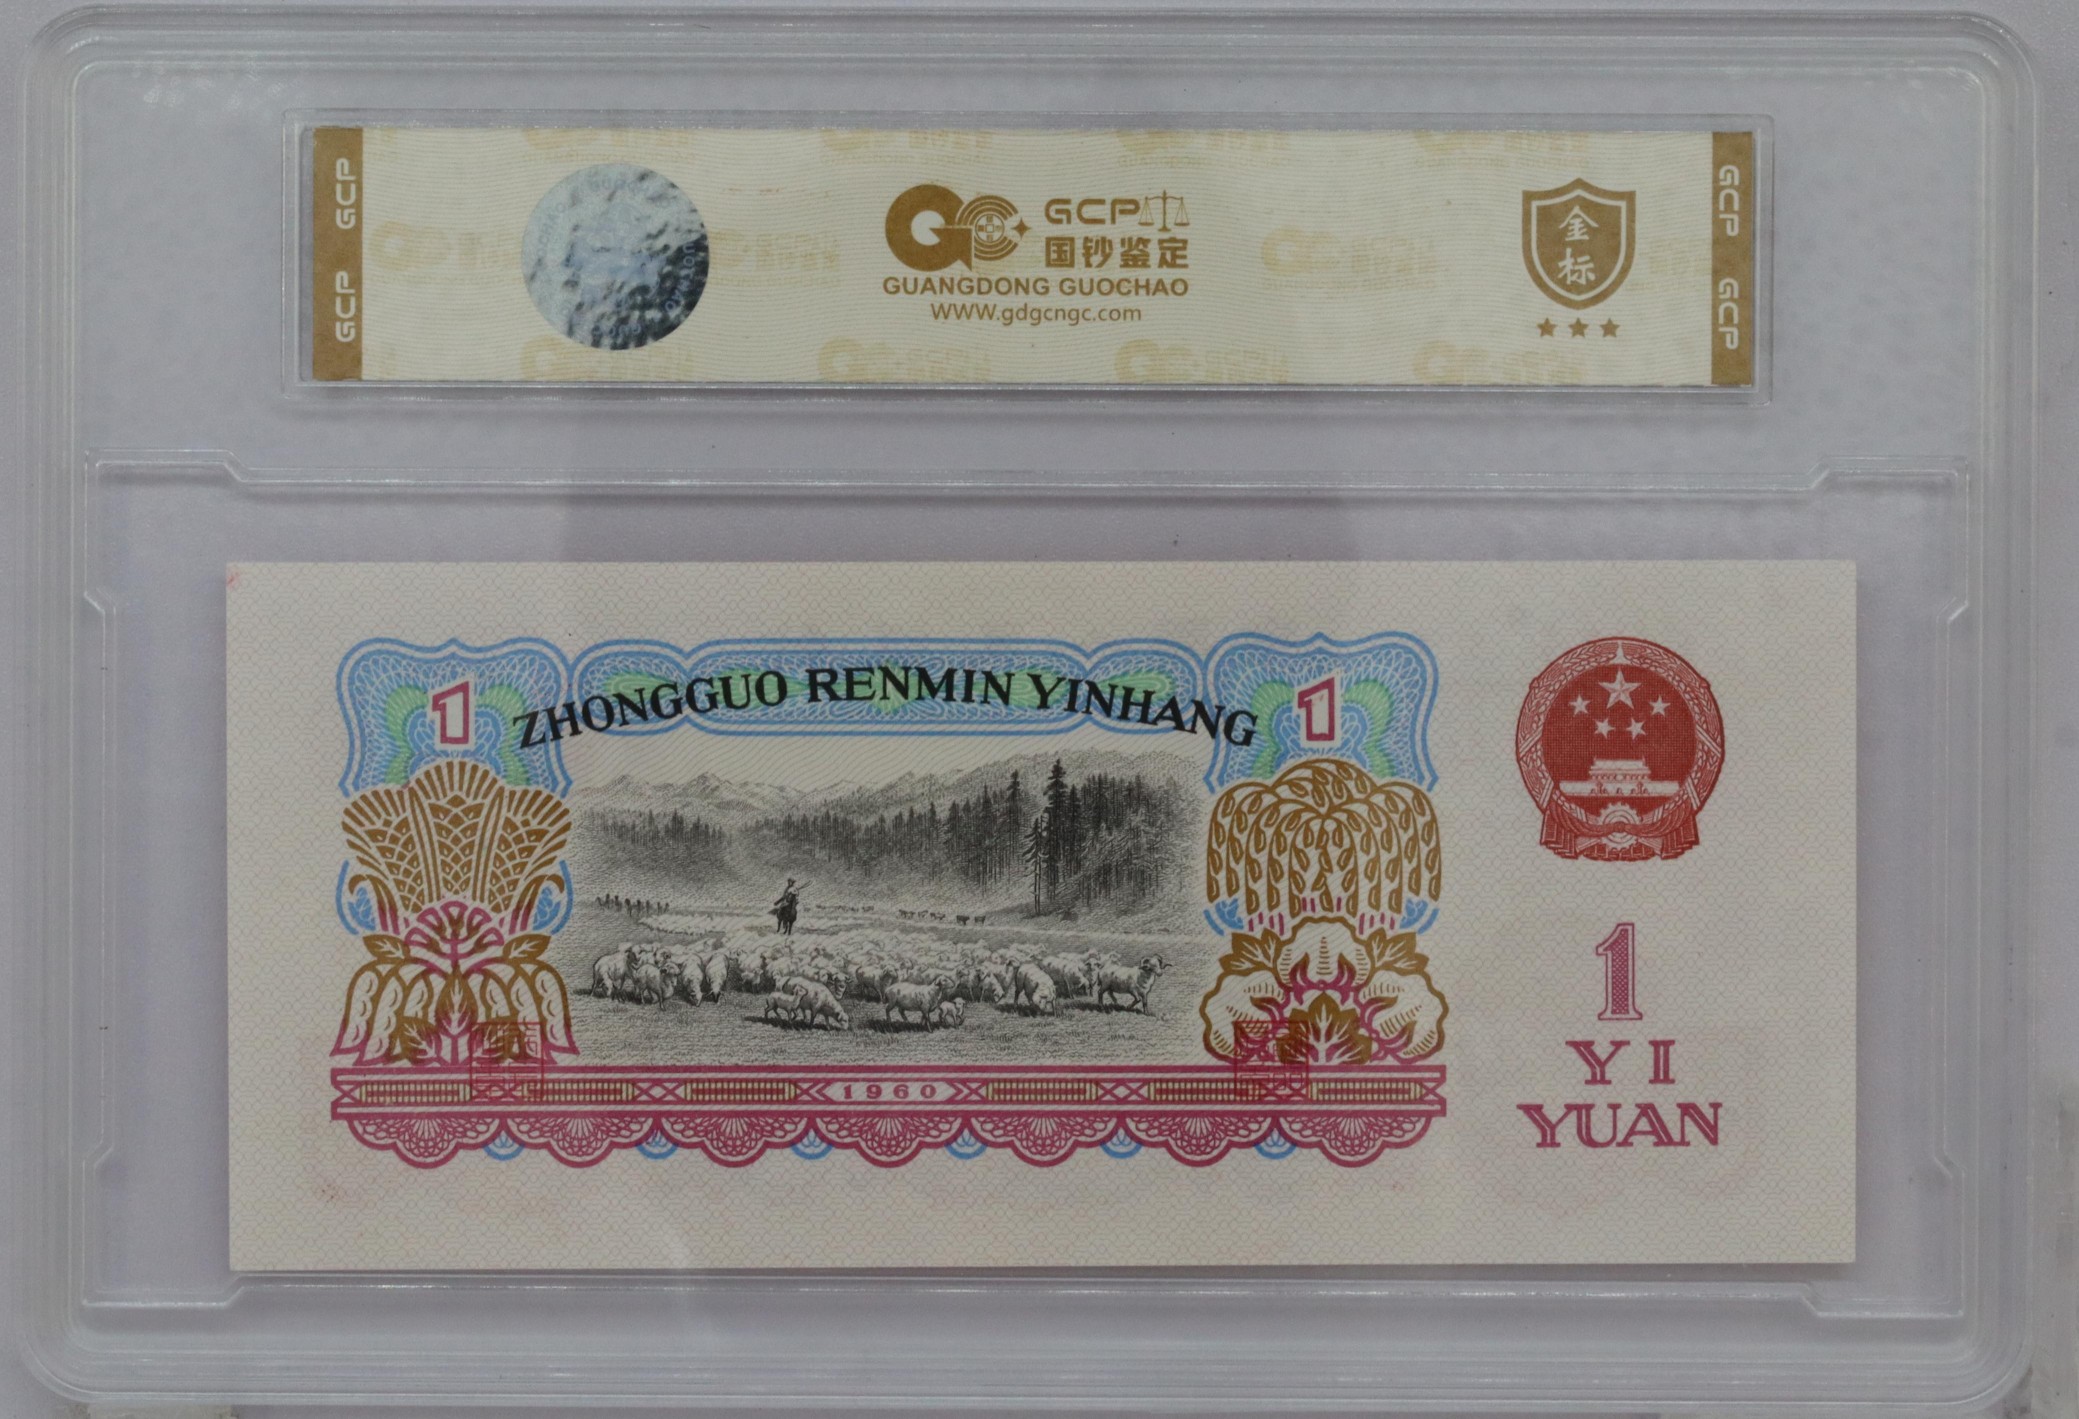 GCP GCP
GCP
国钞鉴定
GUANGDONG GUOCHAO
WWW.gdgcngc.com
金标
GCP GCP
ZHONGGUO RENMIN YINHANG
1
1
1960
1
YI
YUAN